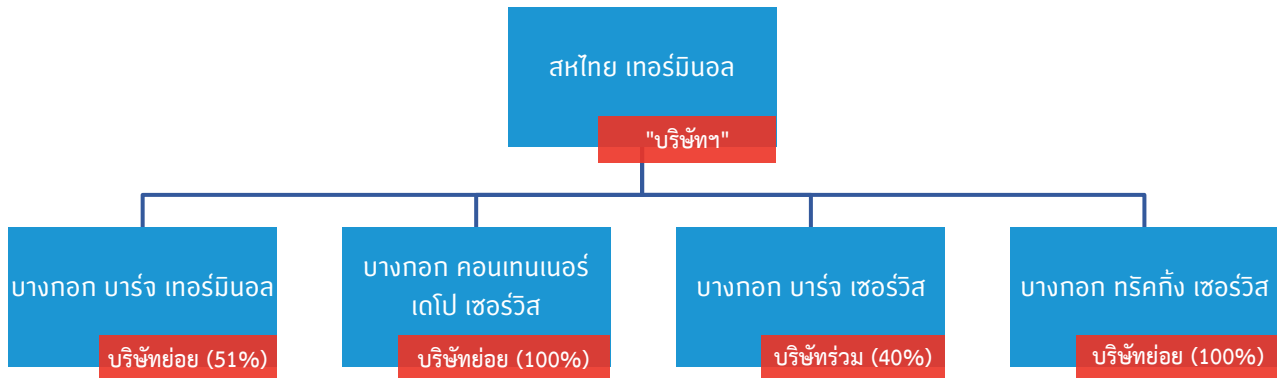 สหไทย เทอร์มินอล
"บริษัทฯ"
บางกอก บาร์จ เทอร์มินอล
บริษัทย่อย (51%)
บางกอก คอนเทนเนอร์
เดโป เซอร์วิส
บริษัทย่อย (100%)
บางกอก บาร์จ เซอร์วิส
บริษัทร่วม (40%)
บางกอก ทรัคกิ้ง เซอร์วิส
บริษัทย่อย (100%)